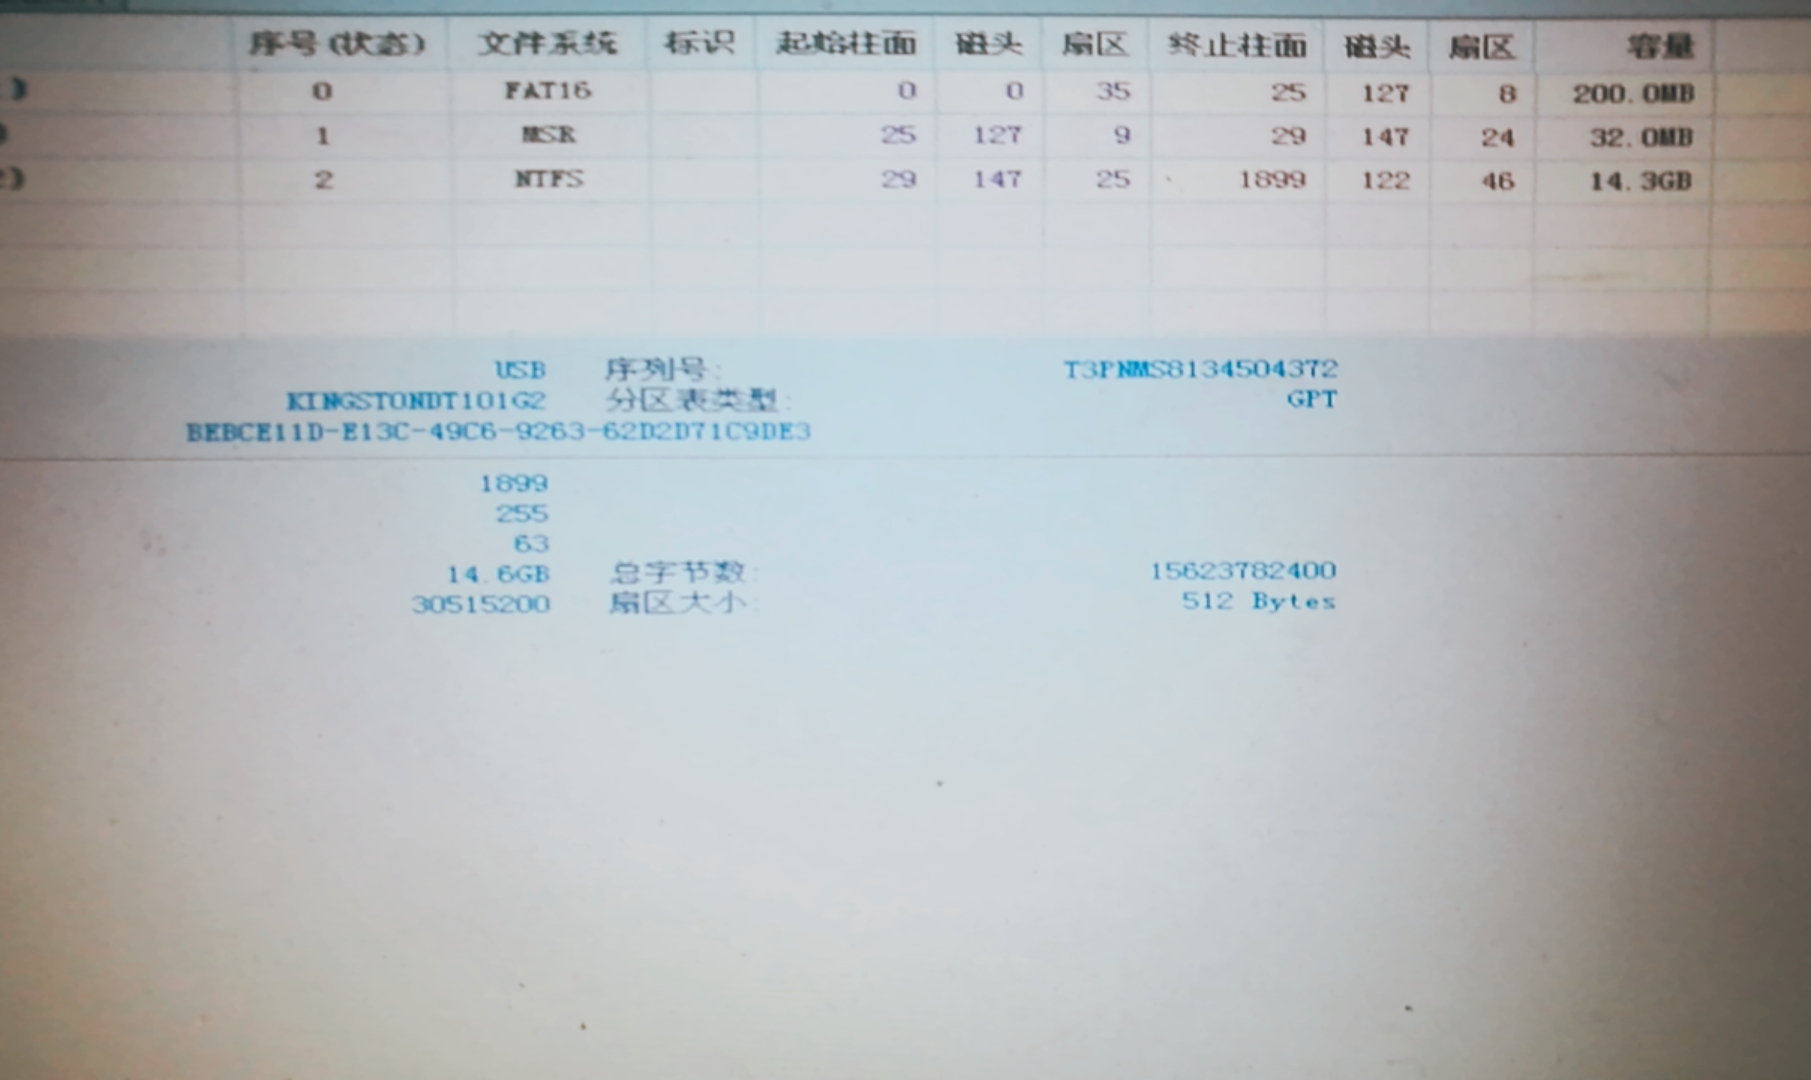 序号(状态) 文件系统 标识 起始柱面 磁头 扇区 终止柱面 磁头 扇区 容量
) 0 FAT16 0 0 35 25 127 8 200.0MB
1 MSR 25 127 9 29 147 24 32.0MB
2) 2 NTFS 29 147 25 1899 122 46 14.3GB
USB 序列号: T3PNMS8134504372
KINGSTONDT101G2 分区表类型: GPT
BEBCE11D-E13C-49C6-9263-62D2D71C9DE3
1899
255
63
14.6GB 总字节数: 15623782400
30515200 扇区大小: 512 Bytes